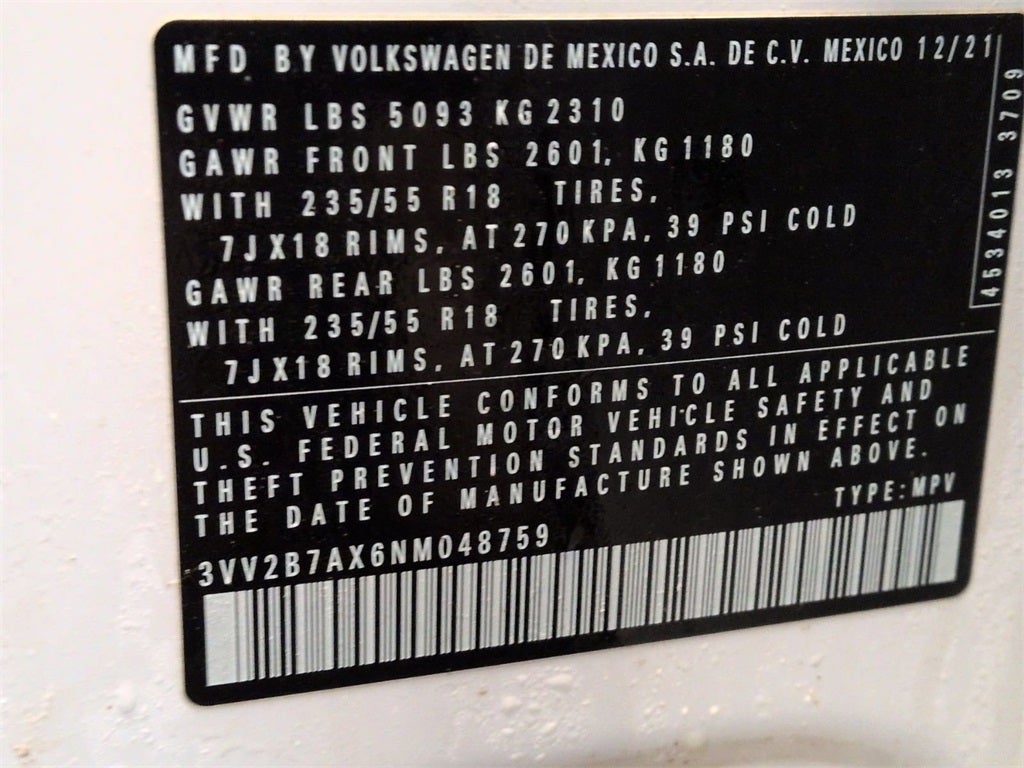 MFD BY VOLKSWAGEN DE MEXICO S.A. DE C.V. MEXICO 12/21
GVWR LBS 5093 KG 2310
GAWR FRONT LBS 2601, KG 1180
WITH 235/55 R18 TIRES,
7JX18 RIMS, AT 270 KPA, 39 PSI COLD
GAWR REAR LBS 2601, KG 1180
WITH 235/55 R18 TIRES,
7JX18 RIMS, AT 270 KPA, 39 PSI COLD
4534013 3709
THIS VEHICLE CONFORMS TO ALL APPLICABLE
U.S. FEDERAL MOTOR VEHICLE SAFETY AND
THEFT PREVENTION STANDARDS IN EFFECT ON
THE DATE OF MANUFACTURE SHOWN ABOVE.
TYPE: MPV
3VV2B7AX6NM048759